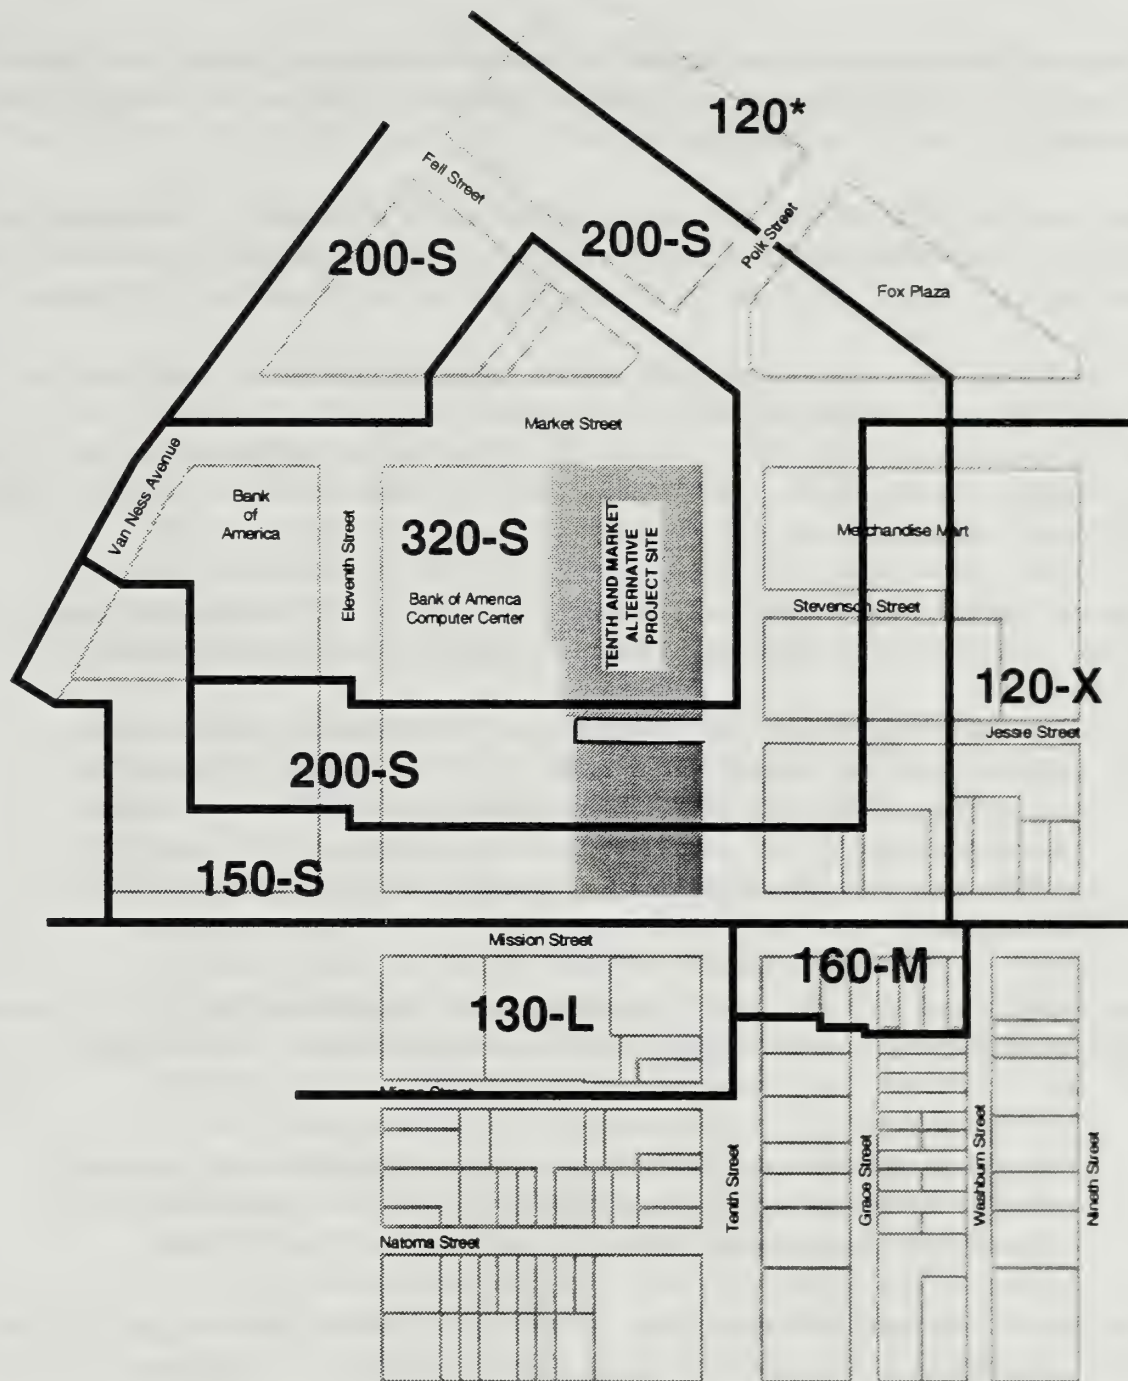 120*
Fell Street
200-S
200-S
Polk Street
Fox Plaza
Market Street
Van Ness Avenue
Bank
of
America
Eleventh Street
320-S
Bank of America
Computer Center
TENTH AND MARKET
ALTERNATIVE
PROJECT SITE
Merchandise Mart
Stevenson Street
120-X
Jessie Street
200-S
150-S
Mission Street
160-M
130-L
Minna Street
Tenth Street
Grace Street
Washburn Street
Nineth Street
Natoma Street